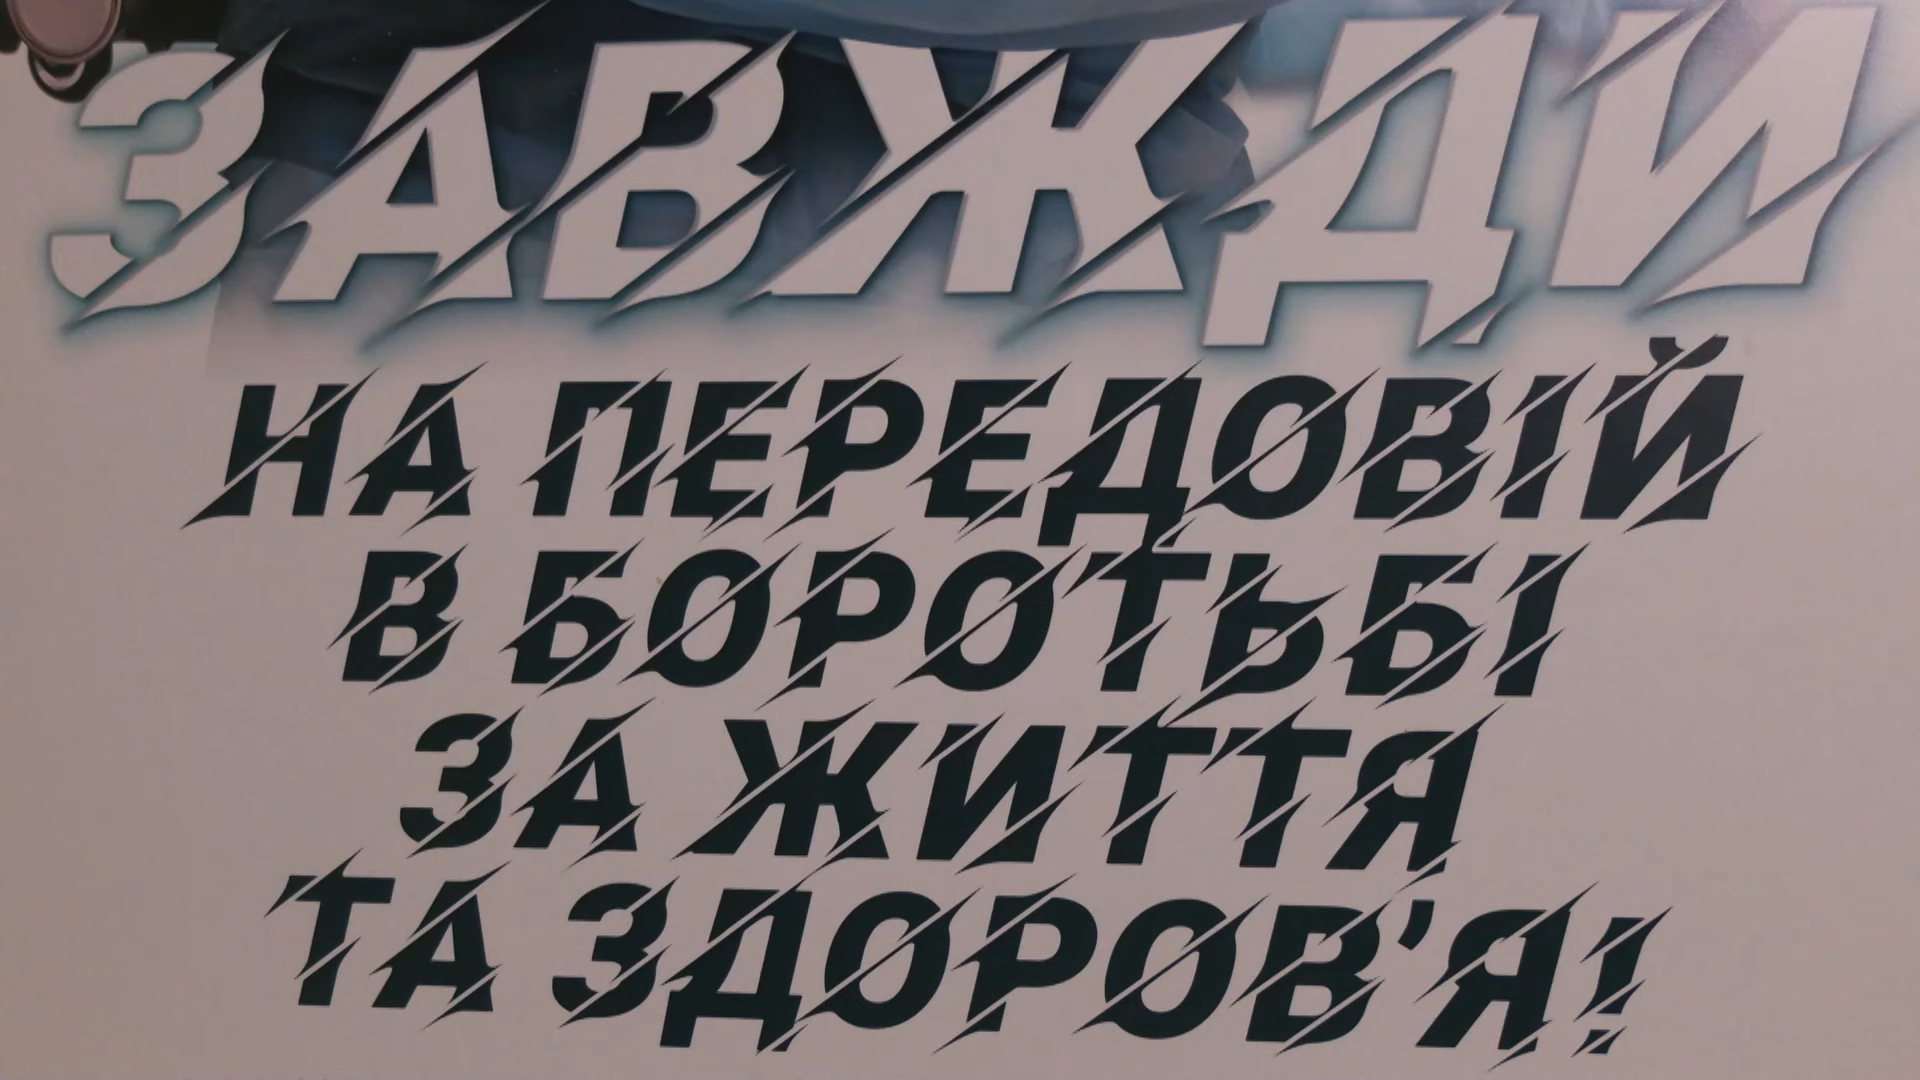 ЗАВЖДИ
НА ПЕРЕДОВІЙ
В БОРОТЬБІ
ЗА ЖИТТЯ
ТА ЗДОРОВ'Я!